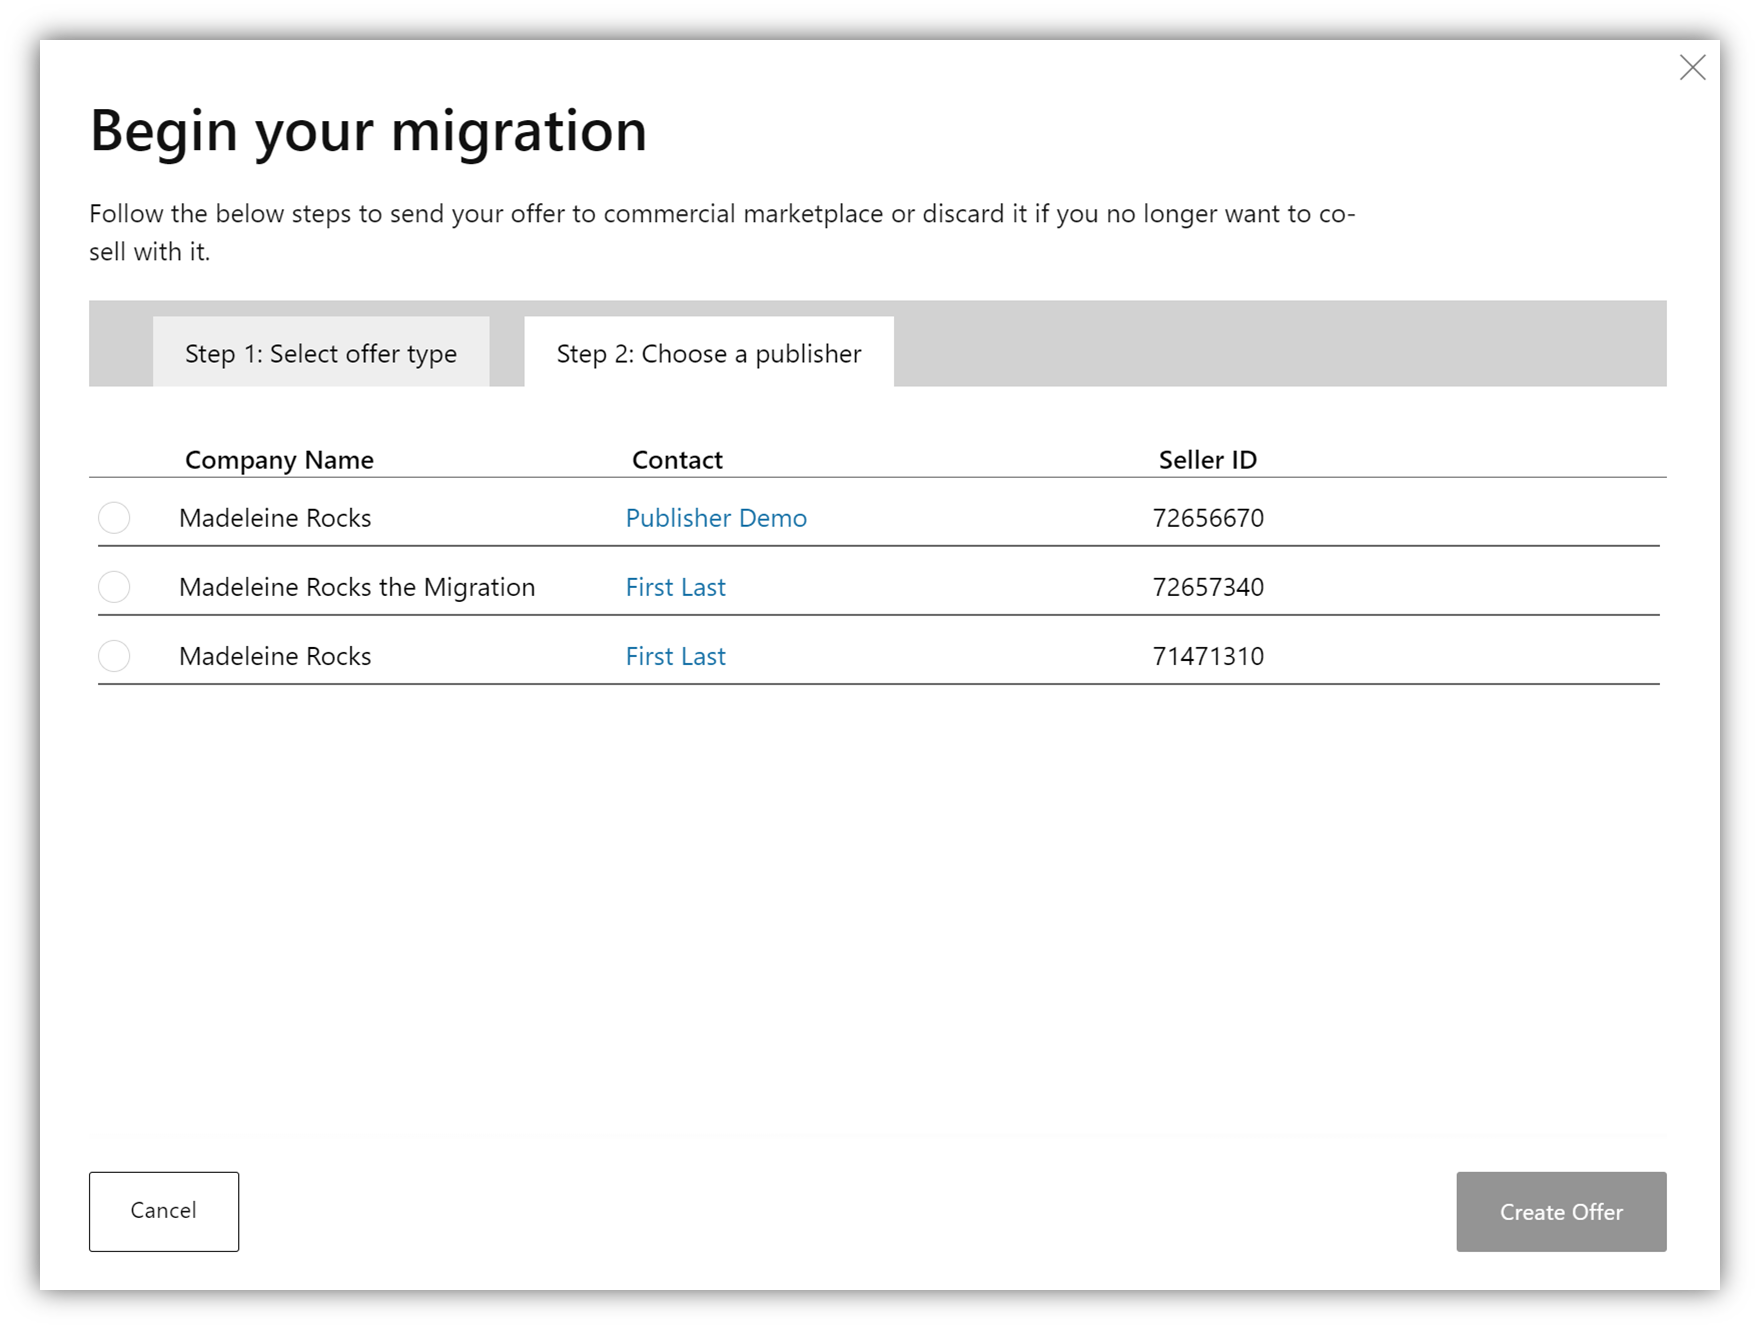 Begin your migration
Follow the below steps to send your offer to commercial marketplace or discard it if you no longer want to co-
sell with it.
Step 1: Select offer type Step 2: Choose a publisher
Company Name Contact Seller ID
Madeleine Rocks Publisher Demo 72656670
Madeleine Rocks the Migration First Last 72657340
Madeleine Rocks First Last 71471310
Cancel Create Offer